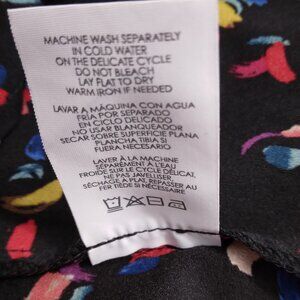 MACHINE WASH SEPARATELY
IN COLD WATER
ON THE DELICATE CYCLE
DO NOT BLEACH
LAY FLAT TO DRY
WARM IRON IF NEEDED
LAVAR A MÁQUINA CON AGUA
FRÍA POR SEPARADO
EN CICLO DELICADO
NO USAR BLANQUEADOR
SECAR SOBRE SUPERFICIE PLANA
PLANCHA TIBIA SI
FUERA NECESARIO
LAVER À LA MACHINE
SÉPARÉMENT À L'EAU
FROIDE SUR LE CYCLE DÉLICAT.
NE PAS JAVELLISER.
SÉCHAGE À PLAT. REPASSER AU
FER TIÈDE SI NÉCESSAIRE